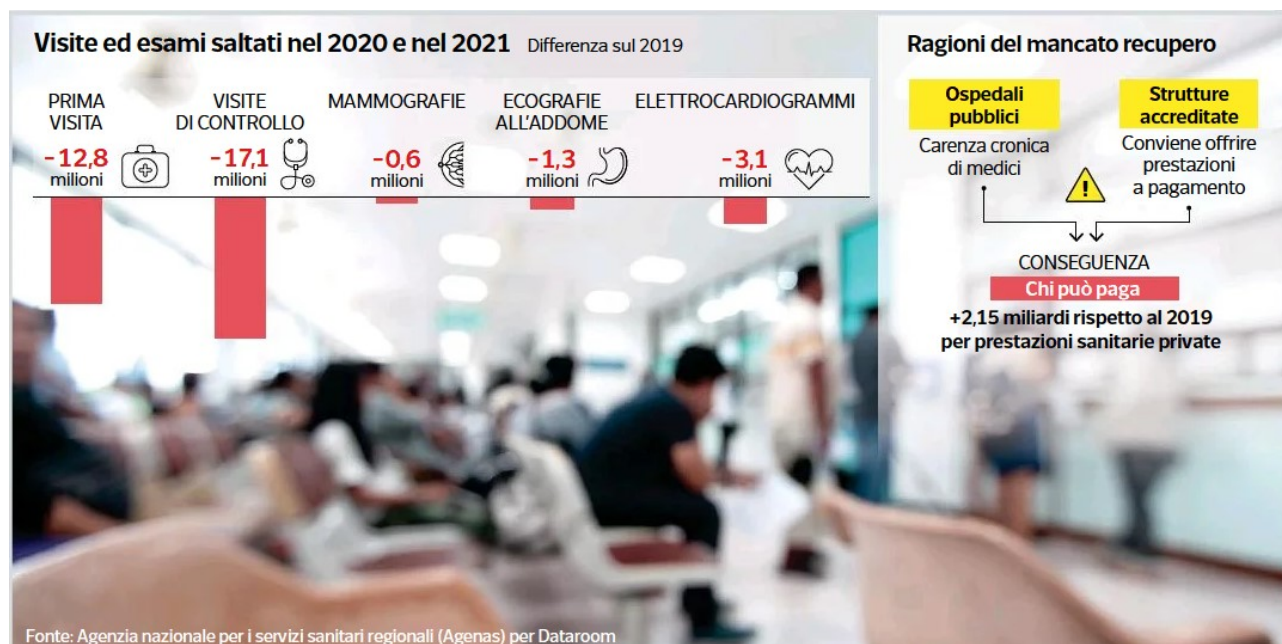 Visite ed esami saltati nel 2020 e nel 2021 Differenza sul 2019
PRIMA
VISITA
-12,8
milioni
VISITE
DI CONTROLLO
-17,1
milioni
MAMMOGRAFIE
-0,6
milioni
ECOGRAFIE
ALL'ADDOME
-1,3
milioni
ELETTROCARDIOGRAMMI
-3,1
milioni
Ragioni del mancato recupero
Ospedali
pubblici
Carenza cronica
di medici
Strutture
accreditate
Conviene offrire
prestazioni
a pagamento
!
CONSEGUENZA
Chi può paga
+2,15 miliardi rispetto al 2019
per prestazioni sanitarie private
Fonte: Agenzia nazionale per i servizi sanitari regionali (Agenas) per Dataroom